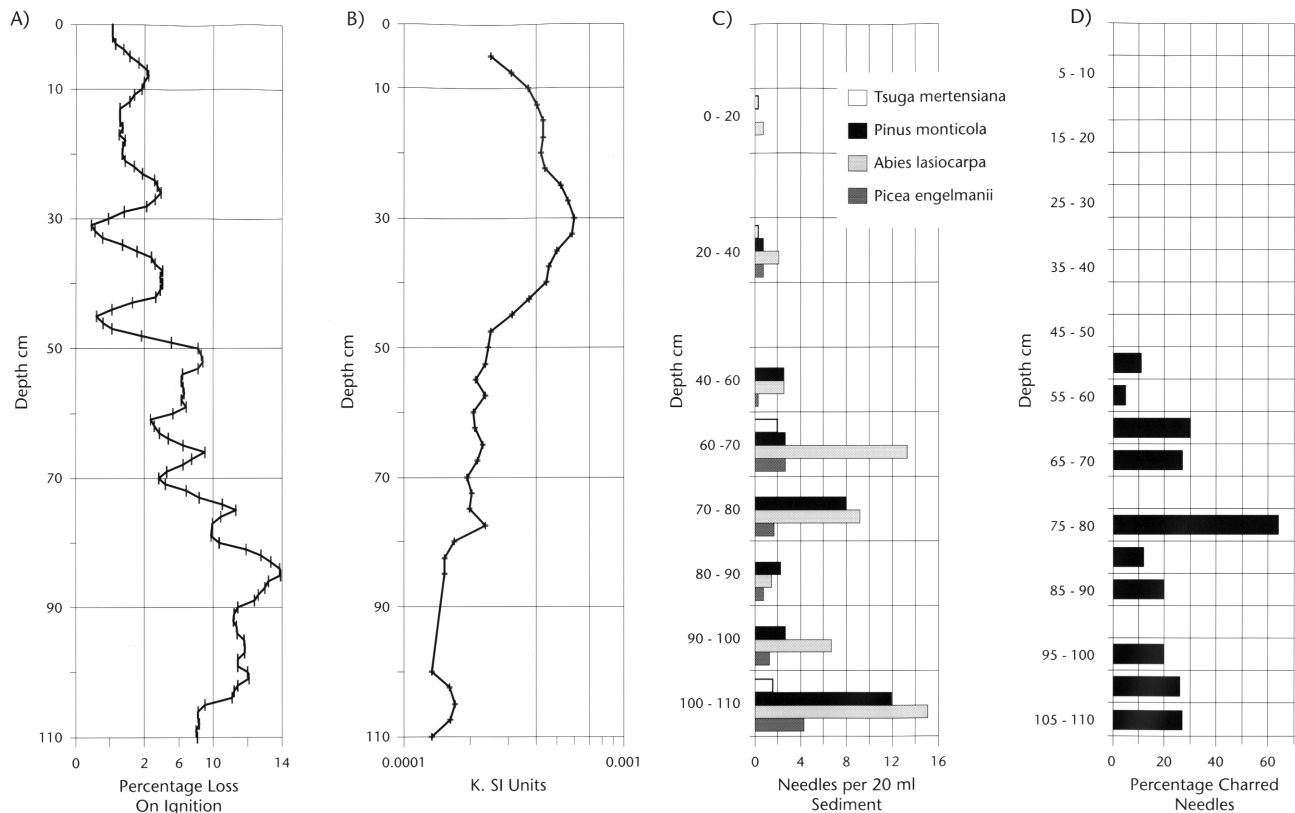 A)
0
10
30
50
70
90
110
Depth cm
0 2 6 10 14
Percentage Loss
On Ignition
B)
0
10
30
50
70
90
110
Depth cm
0.0001 0.001
K. SI Units
C)
Tsuga mertensiana
Pinus monticola
Abies lasiocarpa
Picea engelmanii
0 - 20
20 - 40
40 - 60
60 -70
70 - 80
80 - 90
90 - 100
100 - 110
Depth cm
0 4 8 12 16
Needles per 20 ml
Sediment
D)
5 - 10
15 - 20
25 - 30
35 - 40
45 - 50
55 - 60
65 - 70
75 - 80
85 - 90
95 - 100
105 - 110
Depth cm
0 20 40 60
Percentage Charred
Needles